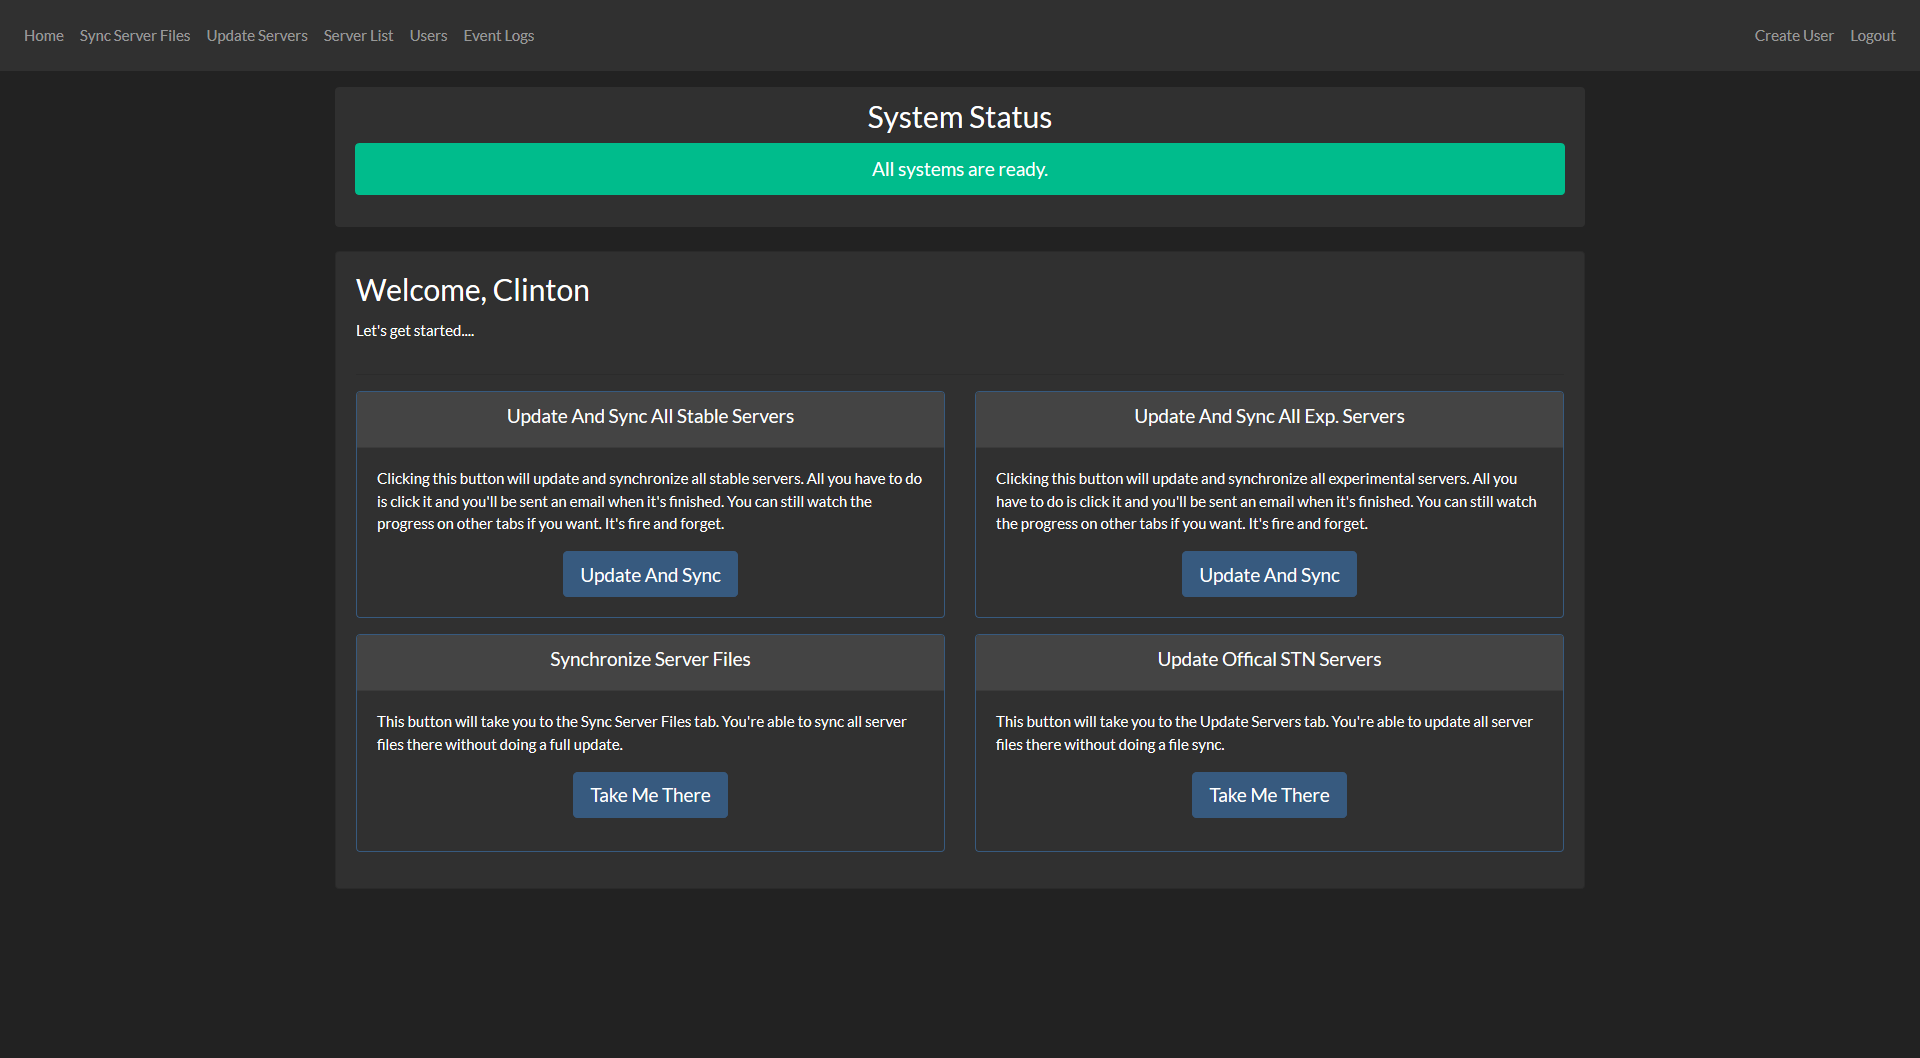 Home Sync Server Files Update Servers Server List Users Event Logs Create User Logout
System Status
All systems are ready.
Welcome, Clinton
Let's get started....
Update And Sync All Stable Servers
Clicking this button will update and synchronize all stable servers. All you have to do
is click it and you'll be sent an email when it's finished. You can still watch the
progress on other tabs if you want. It's fire and forget.
Update And Sync
Update And Sync All Exp. Servers
Clicking this button will update and synchronize all experimental servers. All you
have to do is click it and you'll be sent an email when it's finished. You can still watch
the progress on other tabs if you want. It's fire and forget.
Update And Sync
Synchronize Server Files
This button will take you to the Sync Server Files tab. You're able to sync all server
files there without doing a full update.
Take Me There
Update Offical STN Servers
This button will take you to the Update Servers tab. You're able to update all server
files there without doing a file sync.
Take Me There